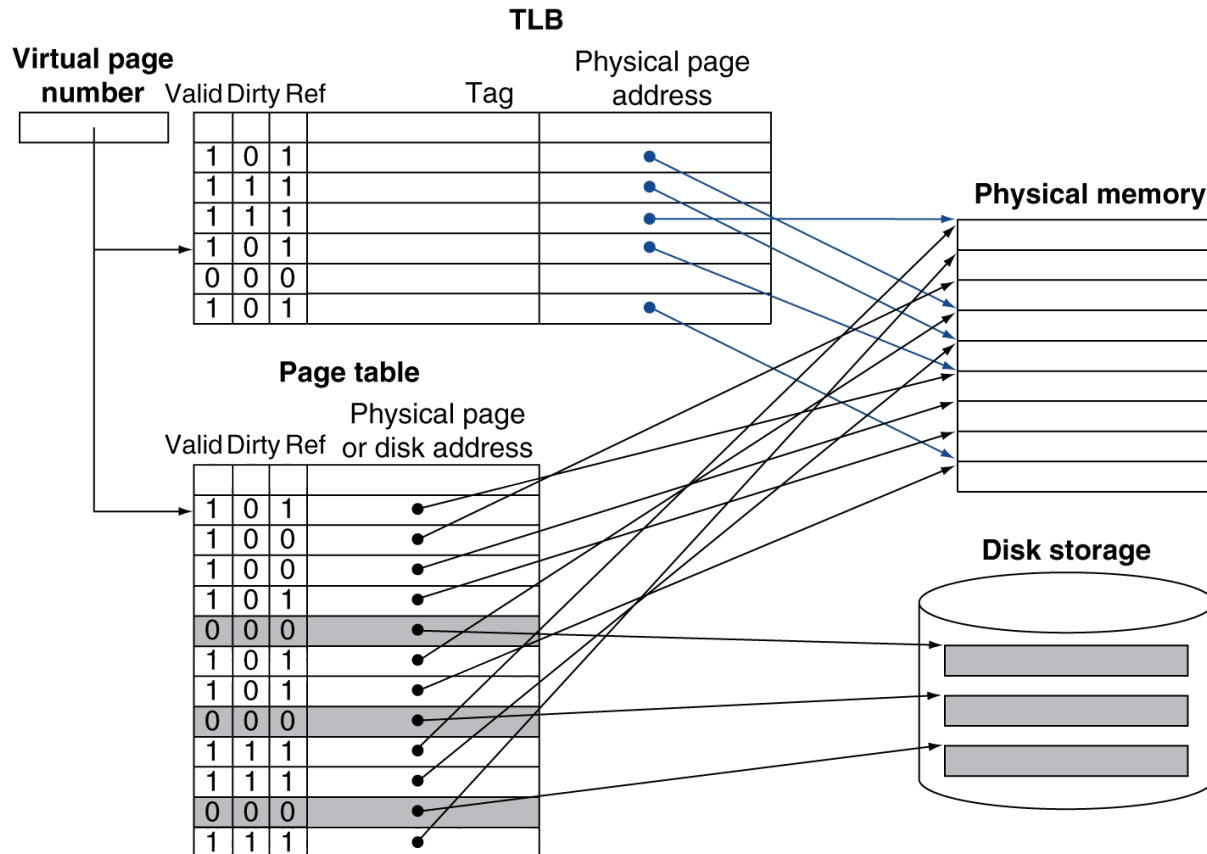 TLB
Virtual page
number
Valid Dirty Ref
Tag
Physical page
address
1 0 1
1 1 1
1 1 1
1 0 1
0 0 0
1 0 1
Physical memory
Page table
Valid Dirty Ref
Physical page
or disk address
1 0 1
1 0 0
1 0 0
1 0 1
0 0 0
1 0 1
1 0 1
0 0 0
1 1 1
1 1 1
0 0 0
1 1 1
Disk storage